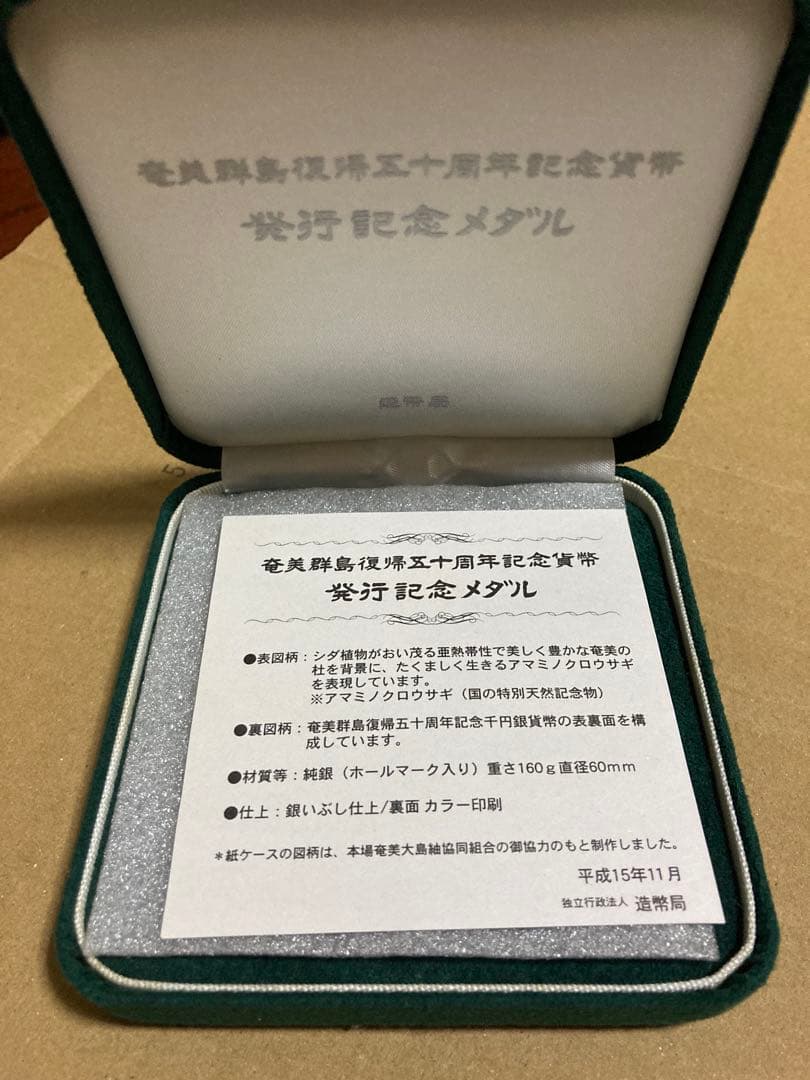 奄美群島復帰五十周年記念貨幣
発行記念メダル
造幣局
5
奄美群島復帰五十周年記念貨幣
発行記念メダル
●表図柄：シダ植物がおい茂る亜熱帯性で美しく豊かな奄美の
杜を背景に、たくましく生きるアマミノクロウサギ
を表現しています。
※アマミノクロウサギ（国の特別天然記念物）
●裏図柄：奄美群島復帰五十周年記念千円銀貨幣の表裏面を構
成しています。
●材質等：純銀（ホールマーク入り）重さ160g直径60mm
●仕上：銀いぶし仕上/裏面 カラー印刷
＊紙ケースの図柄は、本場奄美大島紬協同組合の御協力のもと制作しました。
平成15年11月
独立行政法人 造幣局